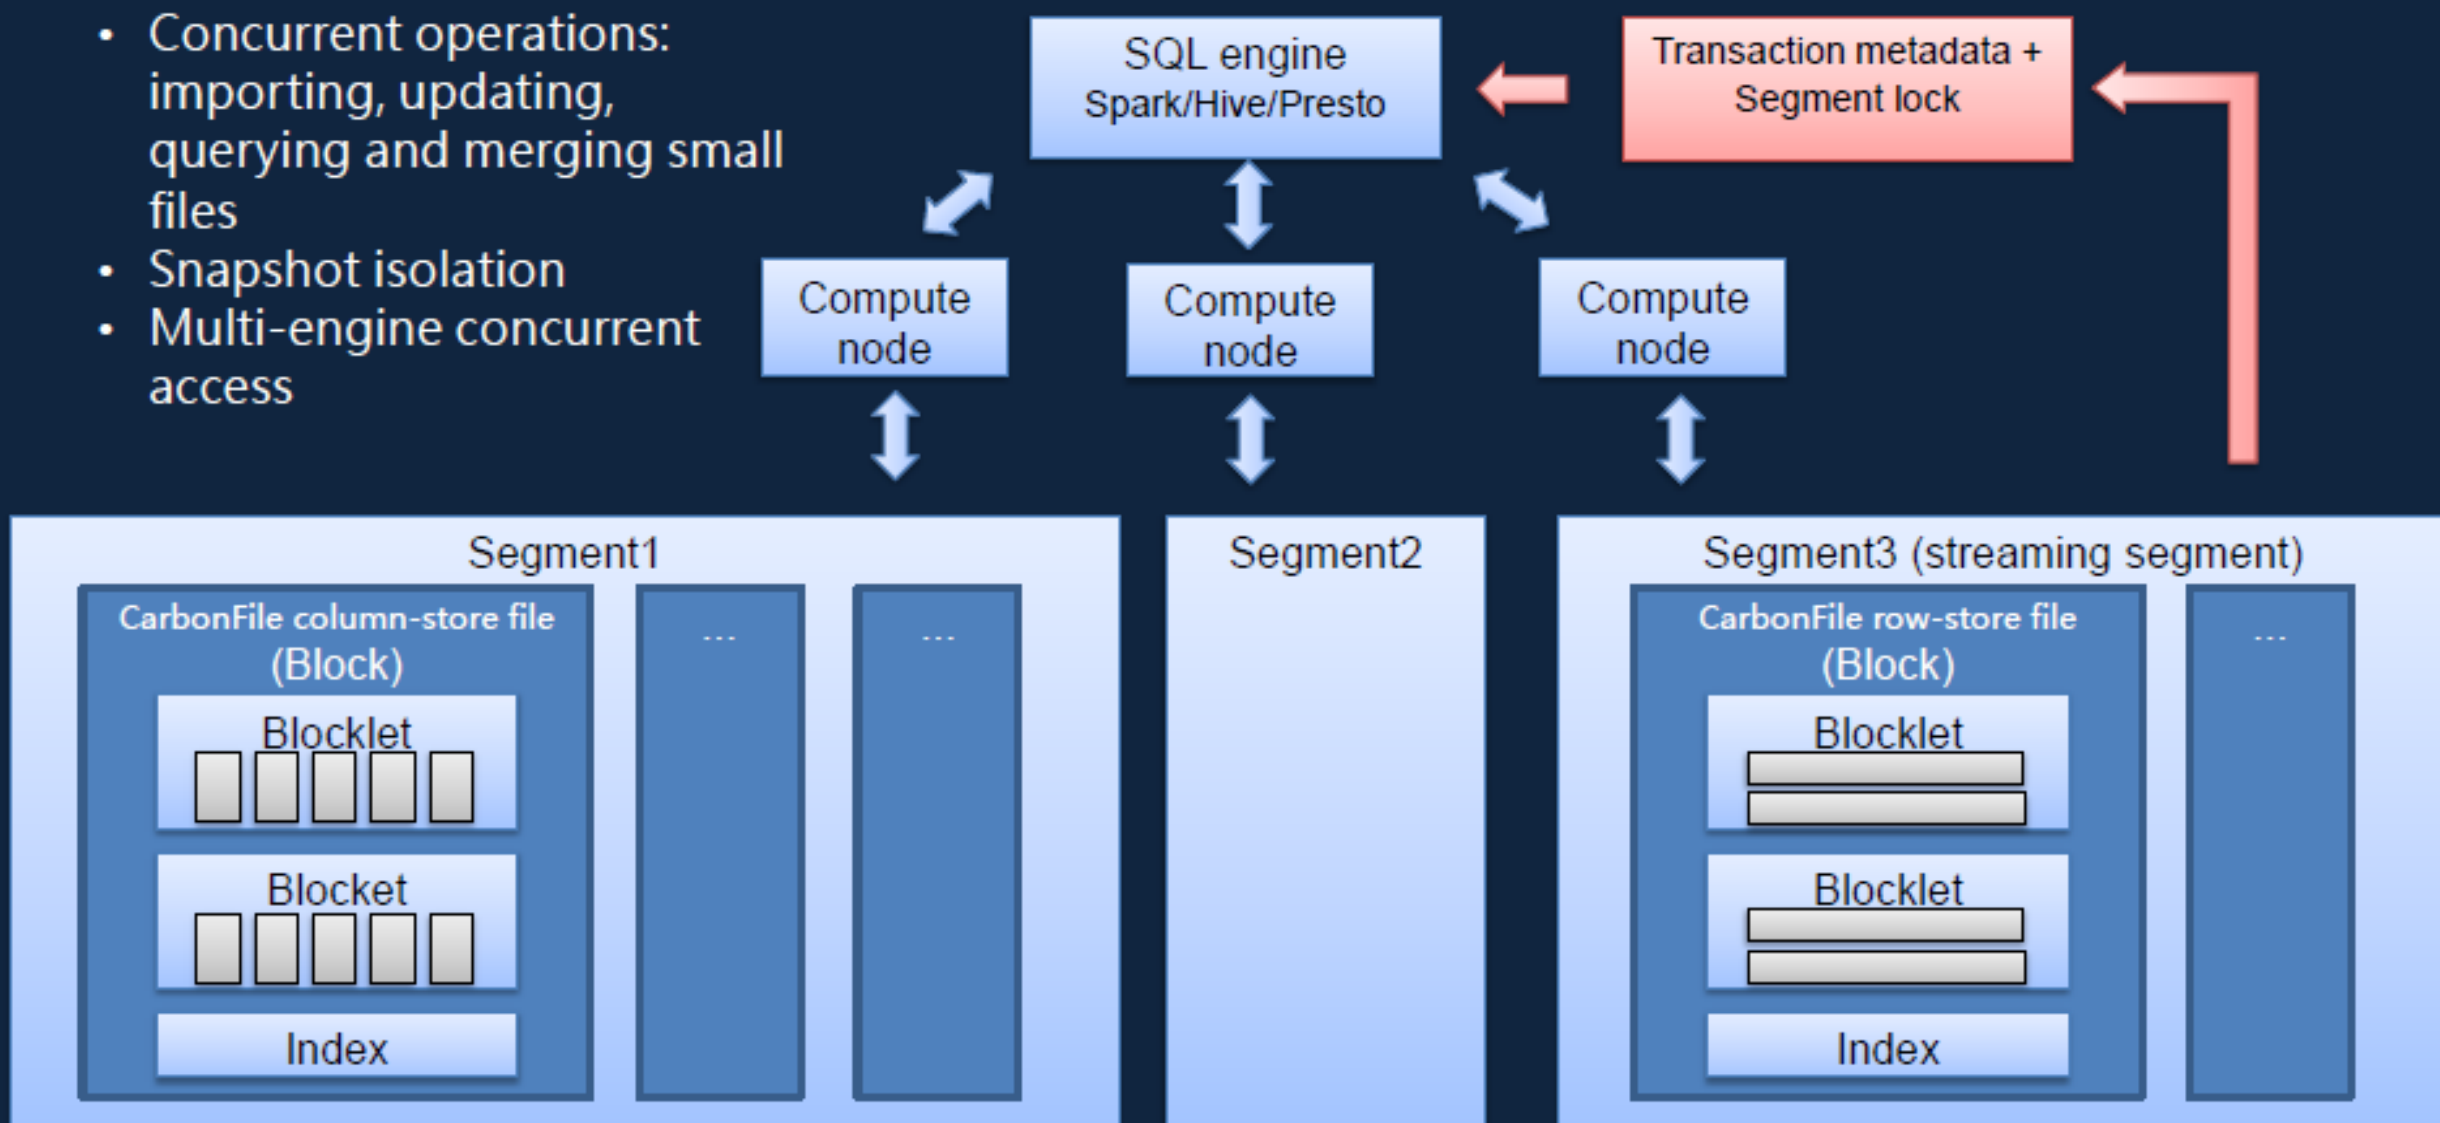 • Concurrent operations:
importing, updating,
querying and merging small
files
• Snapshot isolation
• Multi-engine concurrent
access
SQL engine
Spark/Hive/Presto
Transaction metadata +
Segment lock
Compute
node
Compute
node
Compute
node
Segment1
CarbonFile column-store file
(Block)
Blocklet
Blocket
Index
...
...
Segment2
Segment3 (streaming segment)
CarbonFile row-store file
(Block)
Blocklet
Blocklet
Index
...